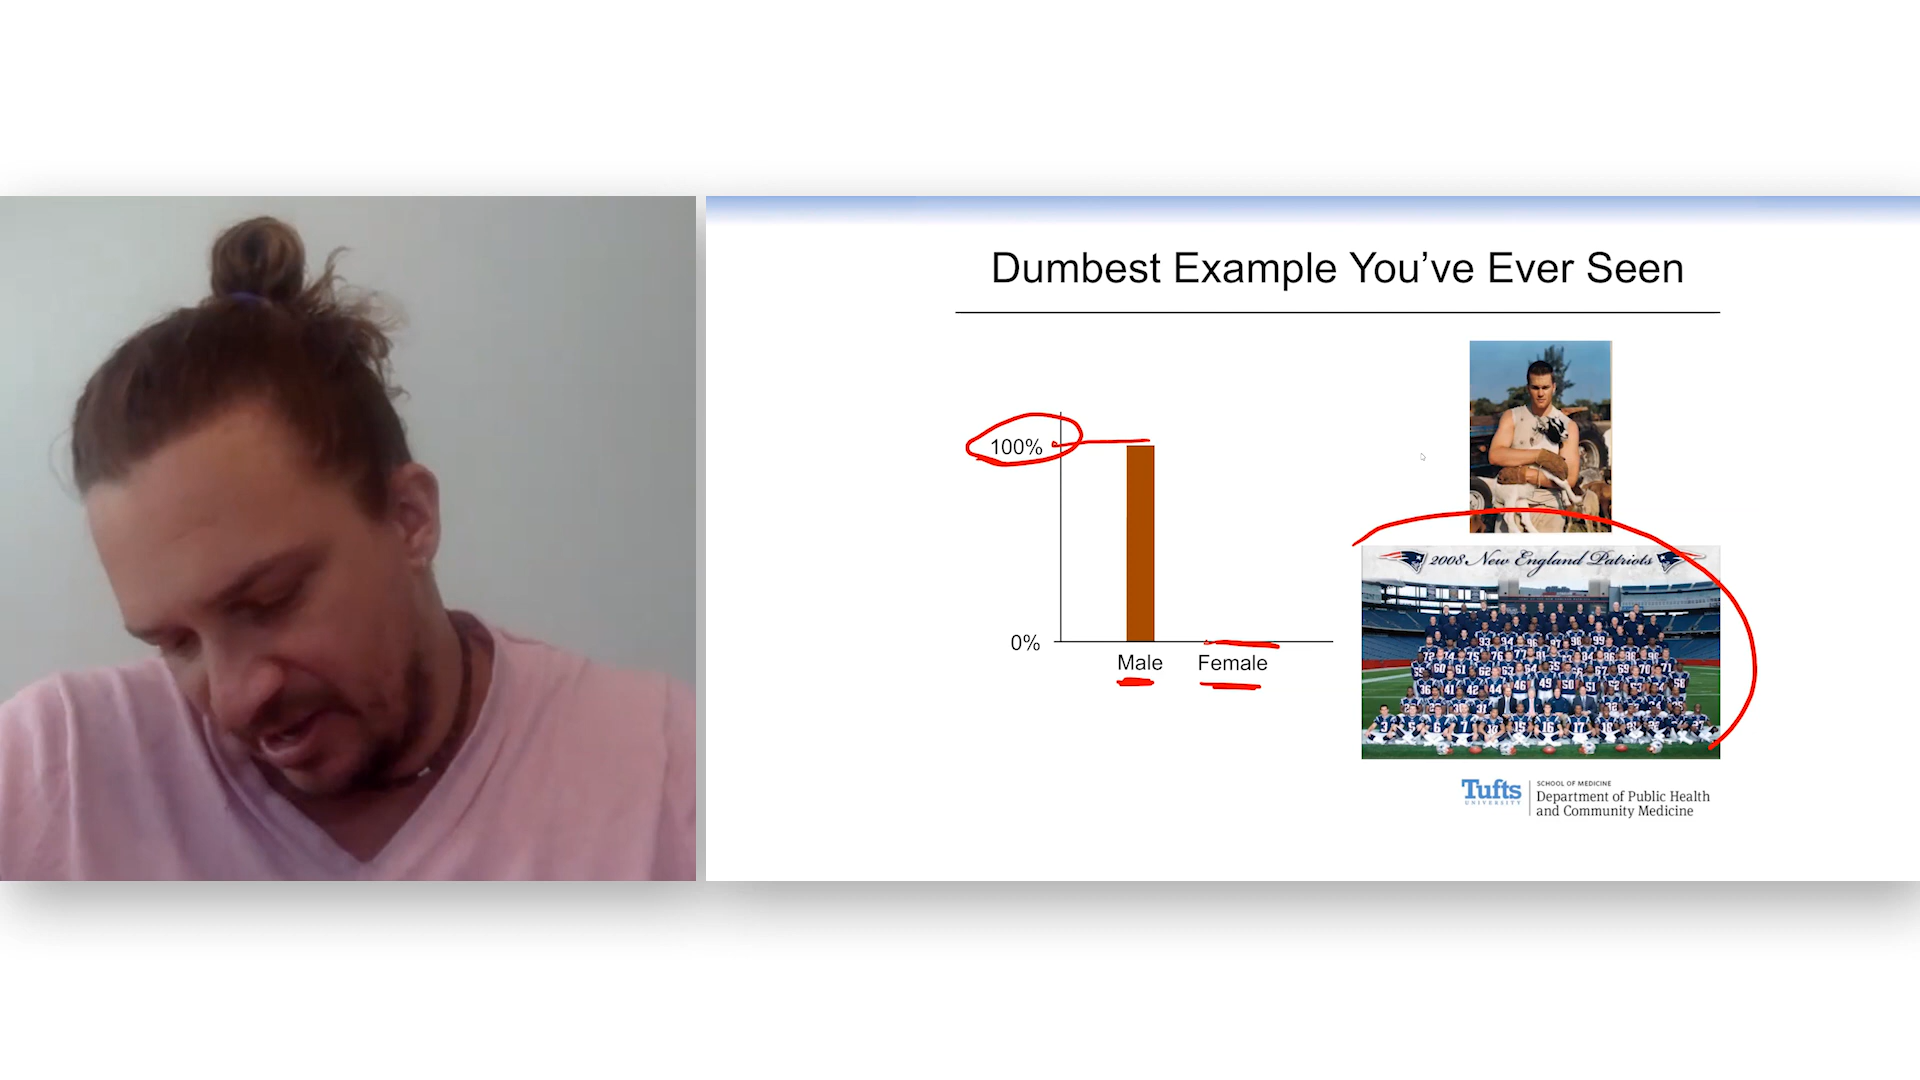 Dumbest Example You've Ever Seen
100%
0%
Male Female
2008 New England Patriots
Tufts
UNIVERSITY
SCHOOL OF MEDICINE
Department of Public Health
and Community Medicine